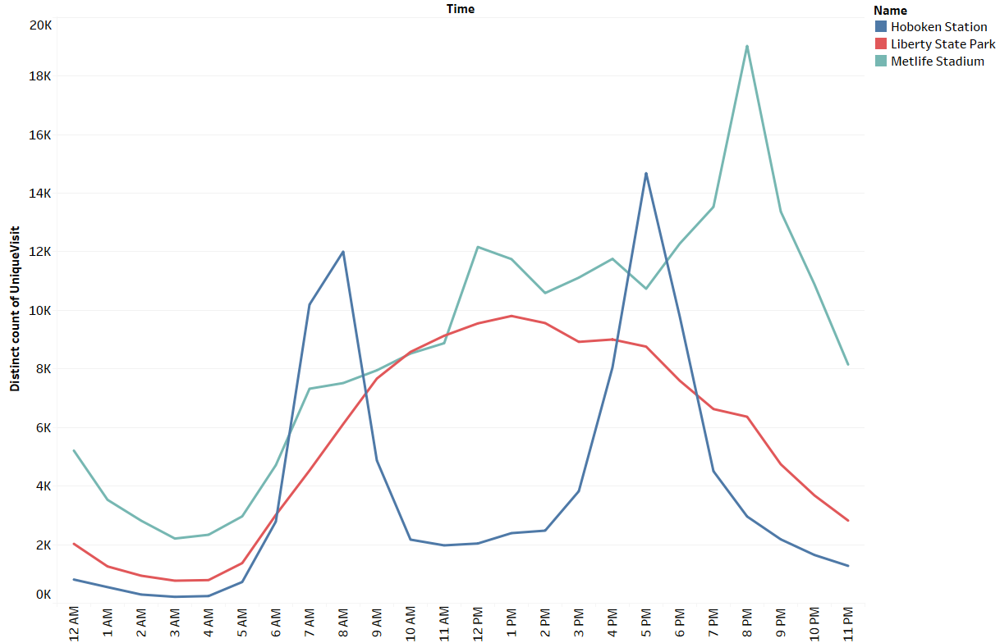 Time
Name
Hoboken Station
Liberty State Park
Metlife Stadium
Distinct count of UniqueVisit
20K
18K
16K
14K
12K
10K
8K
6K
4K
2K
0K
12 AM
1 AM
2 AM
3 AM
4 AM
5 AM
6 AM
7 AM
8 AM
9 AM
10 AM
11 AM
12 PM
1 PM
2 PM
3 PM
4 PM
5 PM
6 PM
7 PM
8 PM
9 PM
10 PM
11 PM